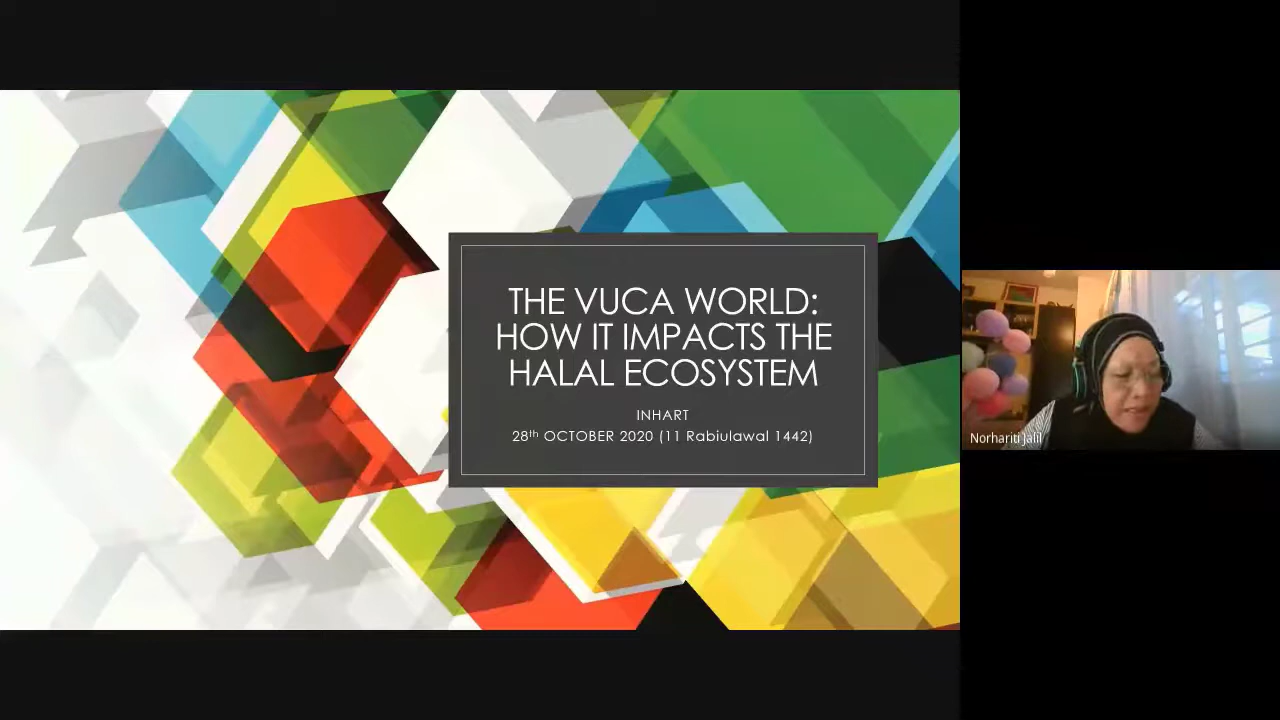 THE VUCA WORLD:
HOW IT IMPACTS THE
HALAL ECOSYSTEM
INHART
28th OCTOBER 2020 (11 Rabiulawal 1442)
Norhariti Jalil